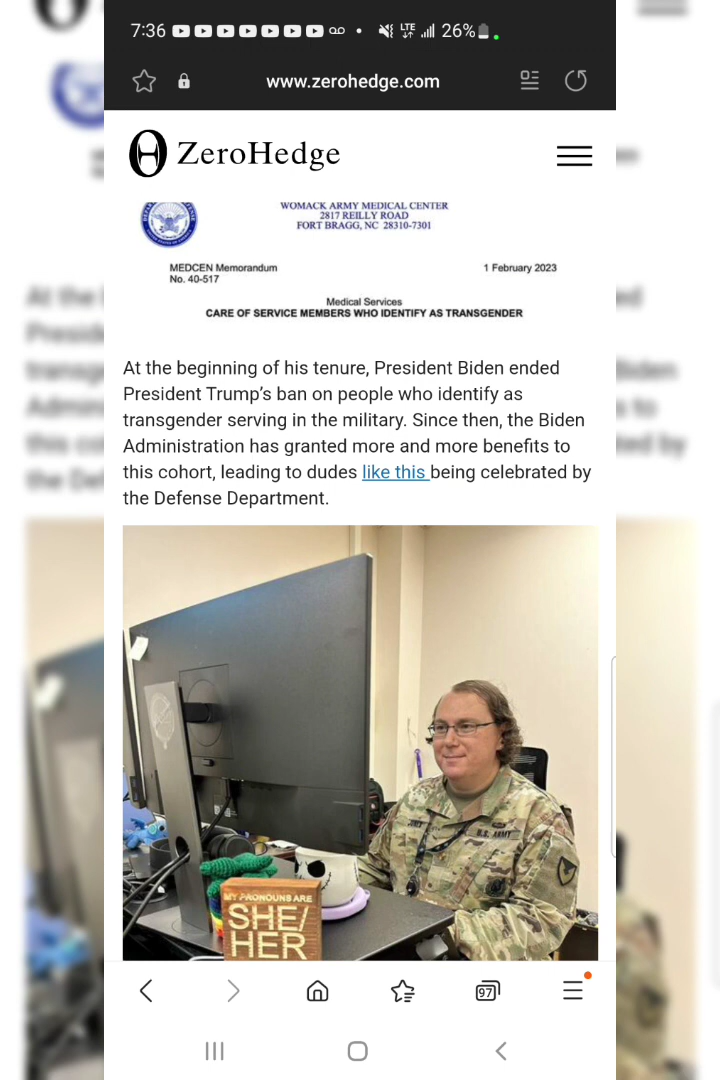 7:36
LTE
26%
www.zerohedge.com
ZeroHedge
WOMACK ARMY MEDICAL CENTER
2817 REILLY ROAD
FORT BRAGG, NC 28310-7301
MEDCEN Memorandum
1 February 2023
No. 40-517
Medical Services
CARE OF SERVICE MEMBERS WHO IDENTIFY AS TRANSGENDER
At the beginning of his tenure, President Biden ended
President Trump’s ban on people who identify as
transgender serving in the military. Since then, the Biden
Administration has granted more and more benefits to
this cohort, leading to dudes like this being celebrated by
the Defense Department.
U.S. ARMY
MY PRONOUNS ARE
SHE/
HER
97